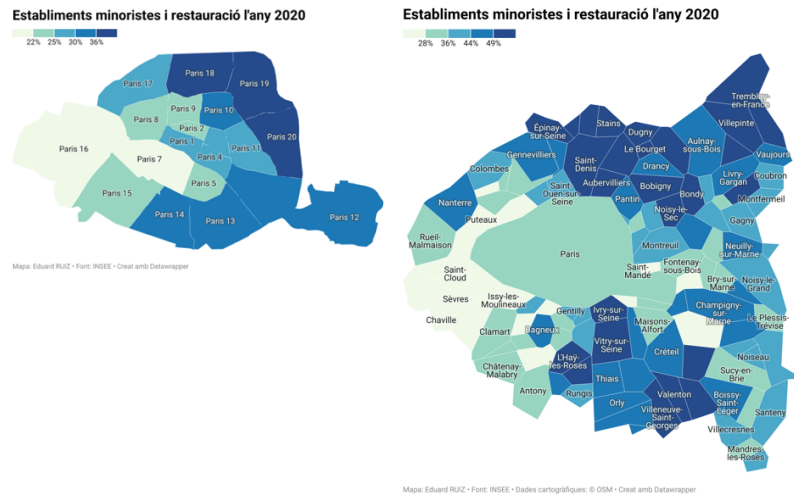 Establiments minoristes i restauració l'any 2020
22% 25% 30% 36%
Paris 17
Paris 18
Paris 19
Paris 9
Paris 10
Paris 8
Paris 2
Paris 20
Paris 1
Paris 11
Paris 16
Paris 7
Paris 4
Paris 5
Paris 15
Paris 14
Paris 13
Paris 12
Mapa: Eduard RUIZ • Font: INSEE • Creat amb Datawrapper
Establiments minoristes i restauració l'any 2020
28% 36% 44% 49%
Tremblay-
en-France
Villepinte
Stains
Épinay-
sur-Seine
Dugny
Le Bourget
Aulnay-
sous-Bois
Gennevilliers
Saint-
Denis
Drancy
Vaujours
Colombes
Livry-
Gargan
Coubron
Aubervilliers
Bobigny
Saint-
Ouen-sur-
Seine
Pantin
Bondy
Montfermeil
Nanterre
Noisy-le-
Sec
Gagny
Puteaux
Rueil-
Malmaison
Montreuil
Neuilly-
sur-Marne
Paris
Fontenay-
sous-Bois
Saint-
Mandé
Saint-
Cloud
Bry-sur-
Marne
Noisy-le-
Grand
Sèvres
Issy-les-
Moulineaux
Gentilly
Ivry-sur-
Seine
Champigny-
sur-
Marne
Chaville
Clamart
Bagneux
Maisons-
Alfort
Le Plessis-
Trévise
Vitry-sur-
Seine
Créteil
L'Haÿ-
les-Roses
Noiseau
Châtenay-
Malabry
Thiais
Sucy-en-
Brie
Antony
Rungis
Orly
Valenton
Boissy-
Saint-
Léger
Villeneuve-
Saint-
Georges
Santeny
Villecresnes
Mandres-
les-Roses
Mapa: Eduard RUIZ • Font: INSEE • Dades cartogràfiques: © OSM • Creat amb Datawrapper